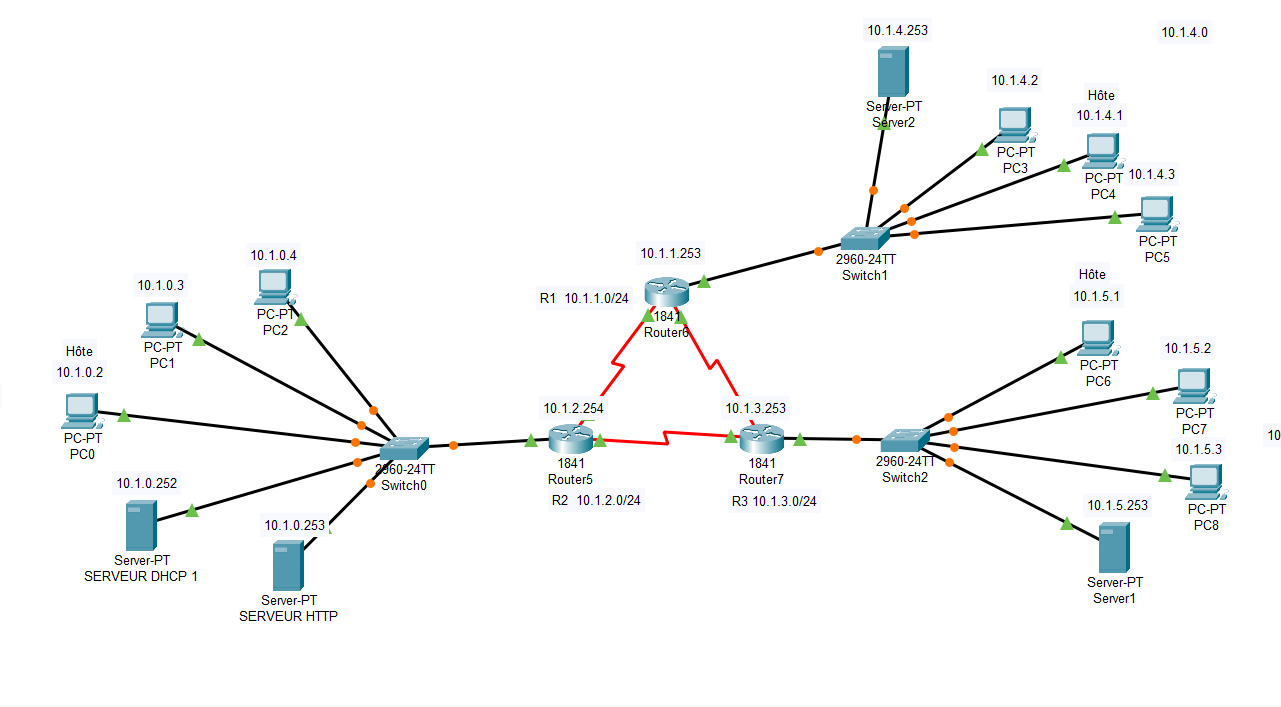 10.1.4.253
10.1.4.0
Server-PT
Server2
10.1.4.2
PC-PT
PC3
Hôte
10.1.4.1
PC-PT
PC4
10.1.4.3
PC-PT
PC5
2960-24TT
Switch1
10.1.1.253
R1 10.1.1.0/24
1841
Router6
10.1.0.4
PC-PT
PC2
10.1.0.3
PC-PT
PC1
Hôte
10.1.0.2
PC-PT
PC0
10.1.0.252
Server-PT
SERVEUR DHCP 1
10.1.0.253
Server-PT
SERVEUR HTTP
2960-24TT
Switch0
10.1.2.254
1841
Router5
R2 10.1.2.0/24
10.1.3.253
1841
Router7
R3 10.1.3.0/24
2960-24TT
Switch2
Hôte
10.1.5.1
PC-PT
PC6
10.1.5.2
PC-PT
PC7
10.1.5.3
PC-PT
PC8
10.1.5.253
Server-PT
Server1
10